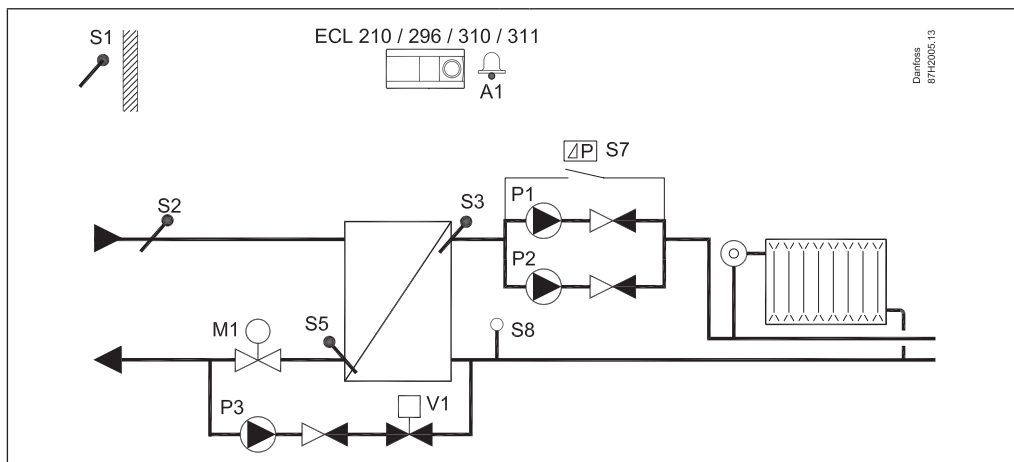 S1
ECL 210 / 296 / 310 / 311
A1
Danfoss
87H2005.13
P S7
S2
S3
P1
P2
M1
S5
S8
P3
V1